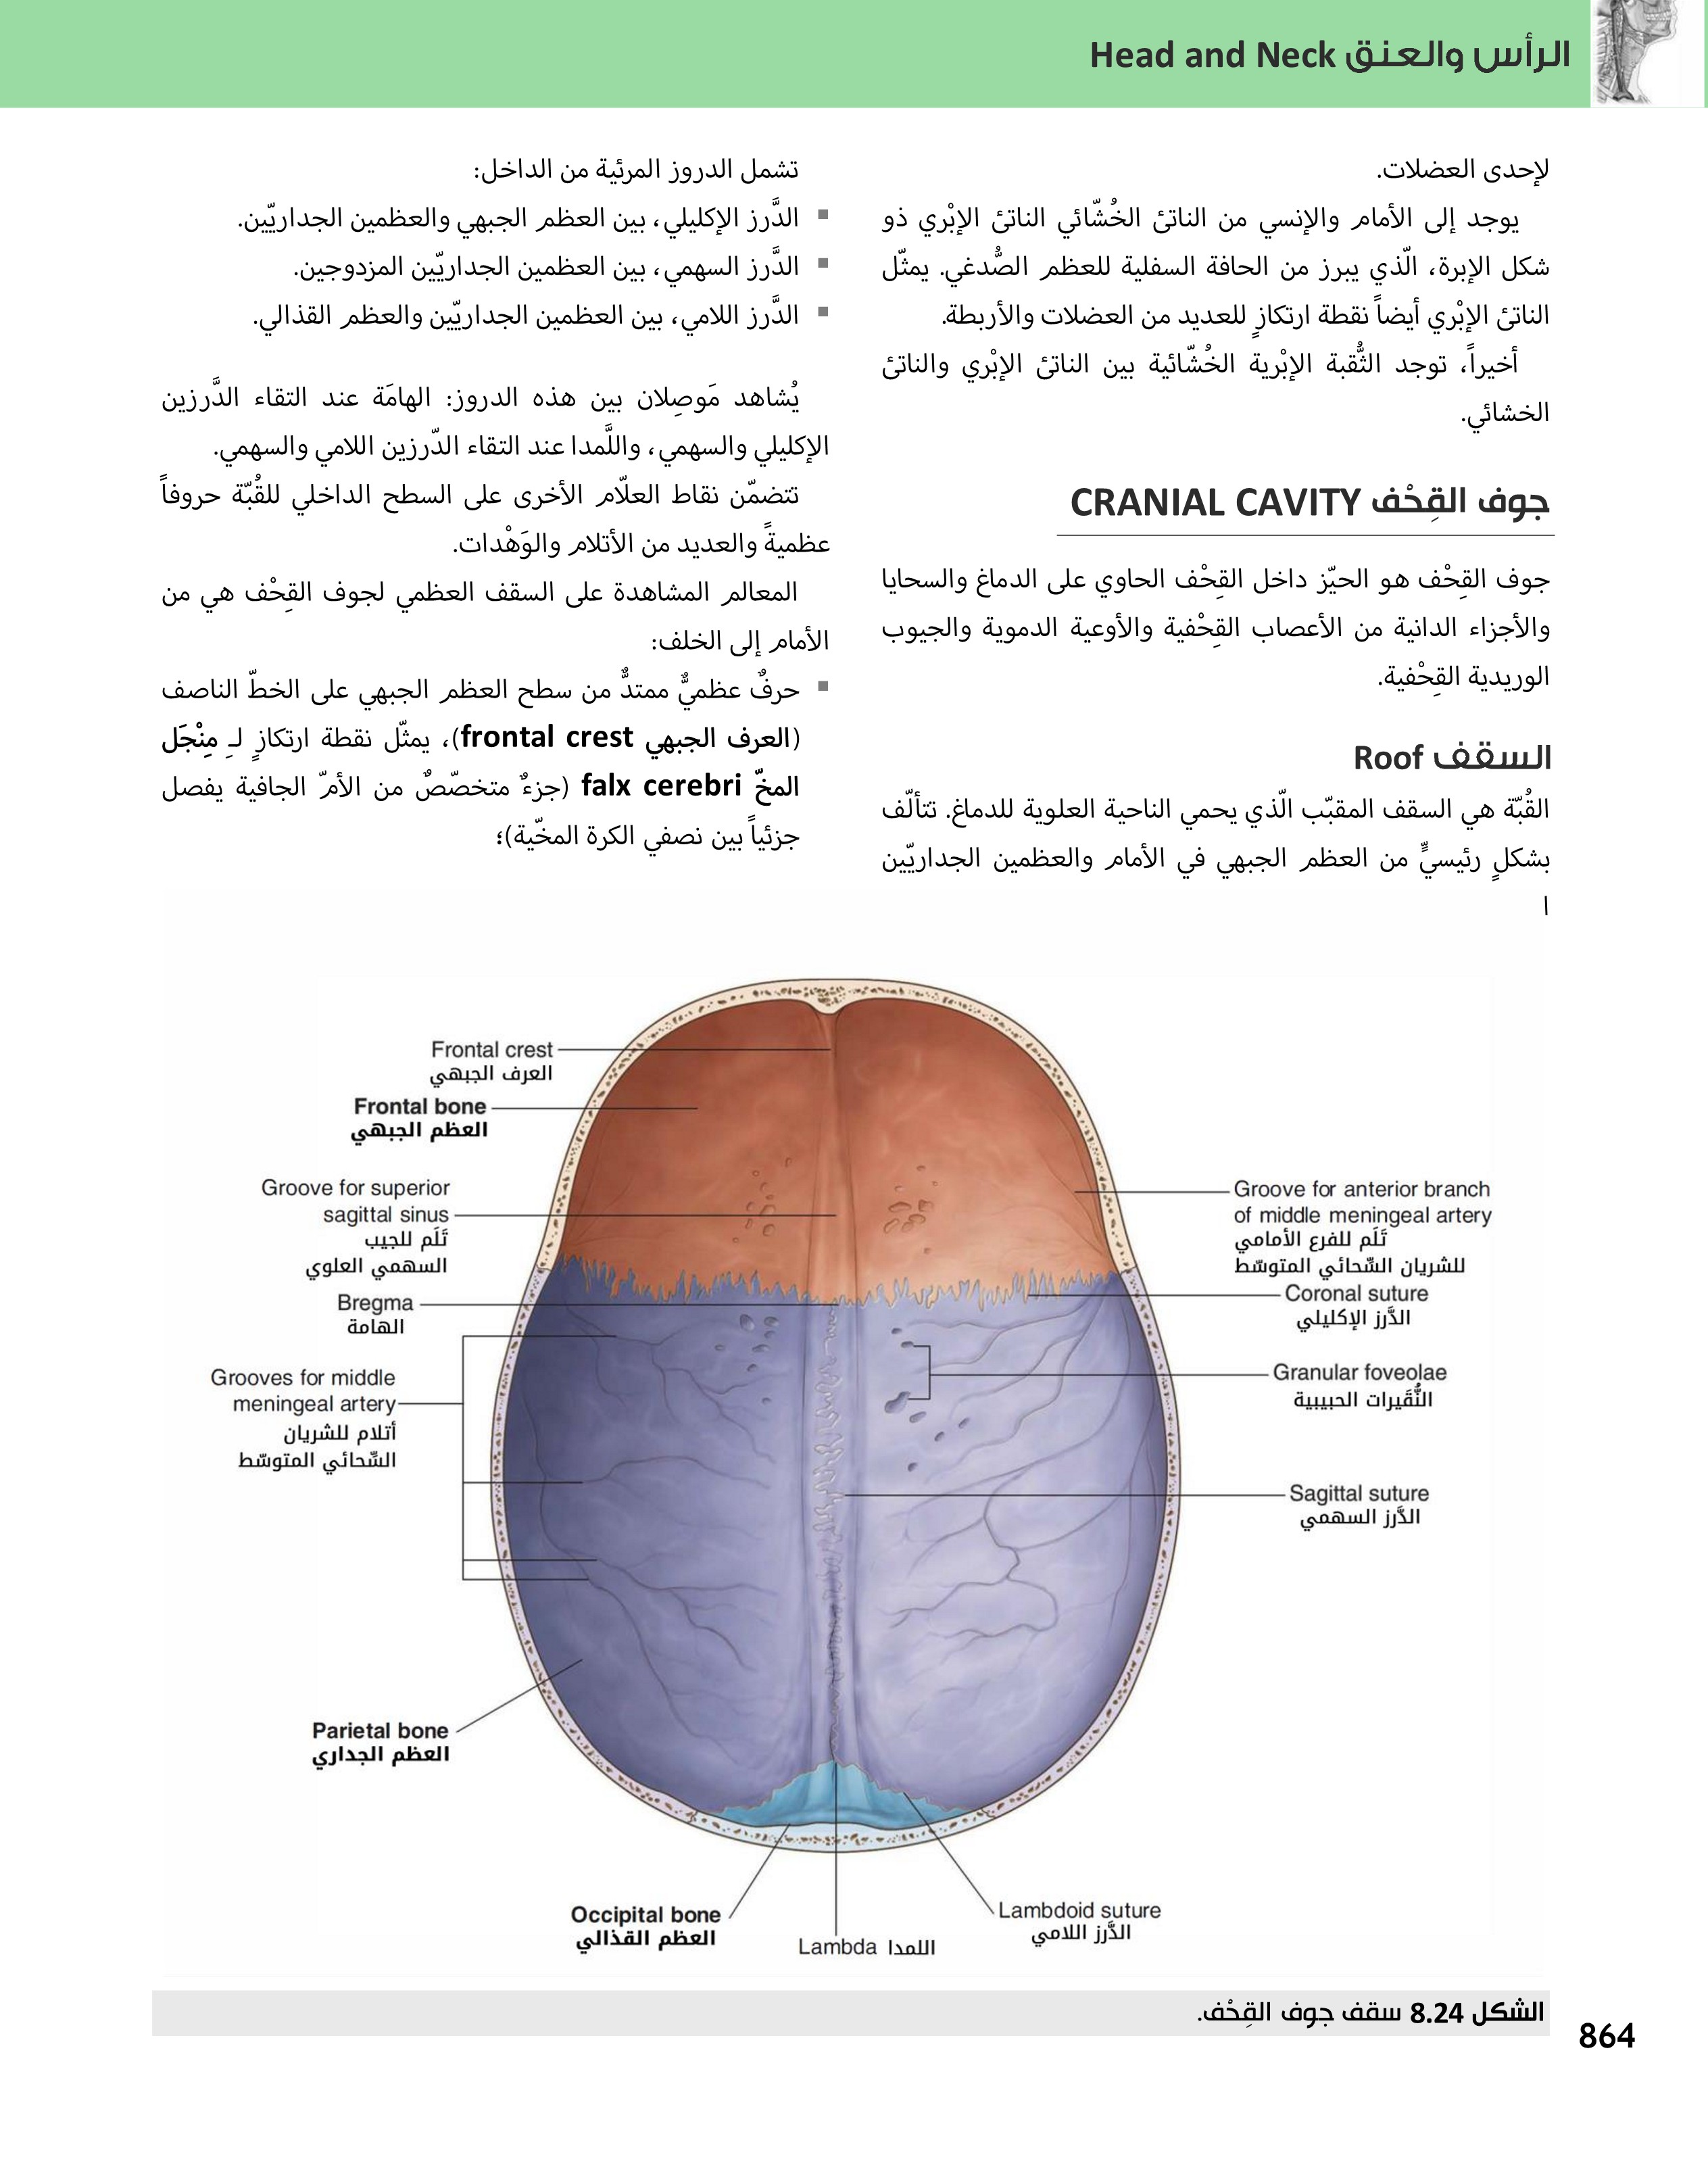 الرأس والعنق Head and Neck
لإحدى العضلات.
يوجد إلى الأمام والإنسي من الناتئ الخُشّائي الناتئ الإبْري ذو
شكل الإبرة، الّذي يبرز من الحافة السفلية للعظم الصُّدغي. يمثّل
الناتئ الإبْري أيضاً نقطة ارتكازٍ للعديد من العضلات والأربطة.
أخيراً، توجد الثُّقبة الإبْرية الخُشّائية بين الناتئ الإبْري والناتئ
الخشائي.
جوف القِحْف CRANIAL CAVITY
جوف القِحْف هو الحيّز داخل القِحْف الحاوي على الدماغ والسحايا
والأجزاء الدانية من الأعصاب القِحْفية والأوعية الدموية والجيوب
الوريدية القِحْفية.
السقف Roof
القُبّة هي السقف المقبّب الّذي يحمي الناحية العلوية للدماغ. تتألّف
بشكلٍ رئيسيٍّ من العظم الجبهي في الأمام والعظمين الجداريّين
ا
تشمل الدروز المرئية من الداخل:
▪ الدَّرز الإكليلي، بين العظم الجبهي والعظمين الجداريّين.
▪ الدَّرز السهمي، بين العظمين الجداريّين المزدوجين.
▪ الدَّرز اللامي، بين العظمين الجداريّين والعظم القذالي.
يُشاهد مَوصِلان بين هذه الدروز: الهامَة عند التقاء الدَّرزين
الإكليلي والسهمي، واللَّمدا عند التقاء الدّرزين اللامي والسهمي.
تتضمّن نقاط العلّام الأخرى على السطح الداخلي للقُبّة حروفاً
عظميةً والعديد من الأتلام والوَهْدات.
المعالم المشاهدة على السقف العظمي لجوف القِحْف هي من
الأمام إلى الخلف:
▪ حرفٌ عظميٌّ ممتدٌّ من سطح العظم الجبهي على الخطّ الناصف
(العرف الجبهي frontal crest)، يمثّل نقطة ارتكازٍ لـِ مِنْجَل
المخّ falx cerebri (جزءٌ متخصّصٌ من الأمّ الجافية يفصل
جزئياً بين نصفي الكرة المخّية)؛
Frontal crest
العرف الجبهي
Frontal bone
العظم الجبهي
Groove for superior
sagittal sinus
تَلَم للجيب
السهمي العلوي
Bregma
الهامة
Grooves for middle
meningeal artery
أتلام للشريان
السِّحائي المتوسّط
Parietal bone
العظم الجداري
Groove for anterior branch
of middle meningeal artery
تَلَم للفرع الأمامي
للشريان السِّحائي المتوسّط
Coronal suture
الدَّرز الإكليلي
Granular foveolae
النُّقَيرات الحبيبية
Sagittal suture
الدَّرز السهمي
Occipital bone
العظم القذالي
Lambda اللمدا
Lambdoid suture
الدَّرز اللامي
الشكل 8.24 سقف جوف القِحْف.
864